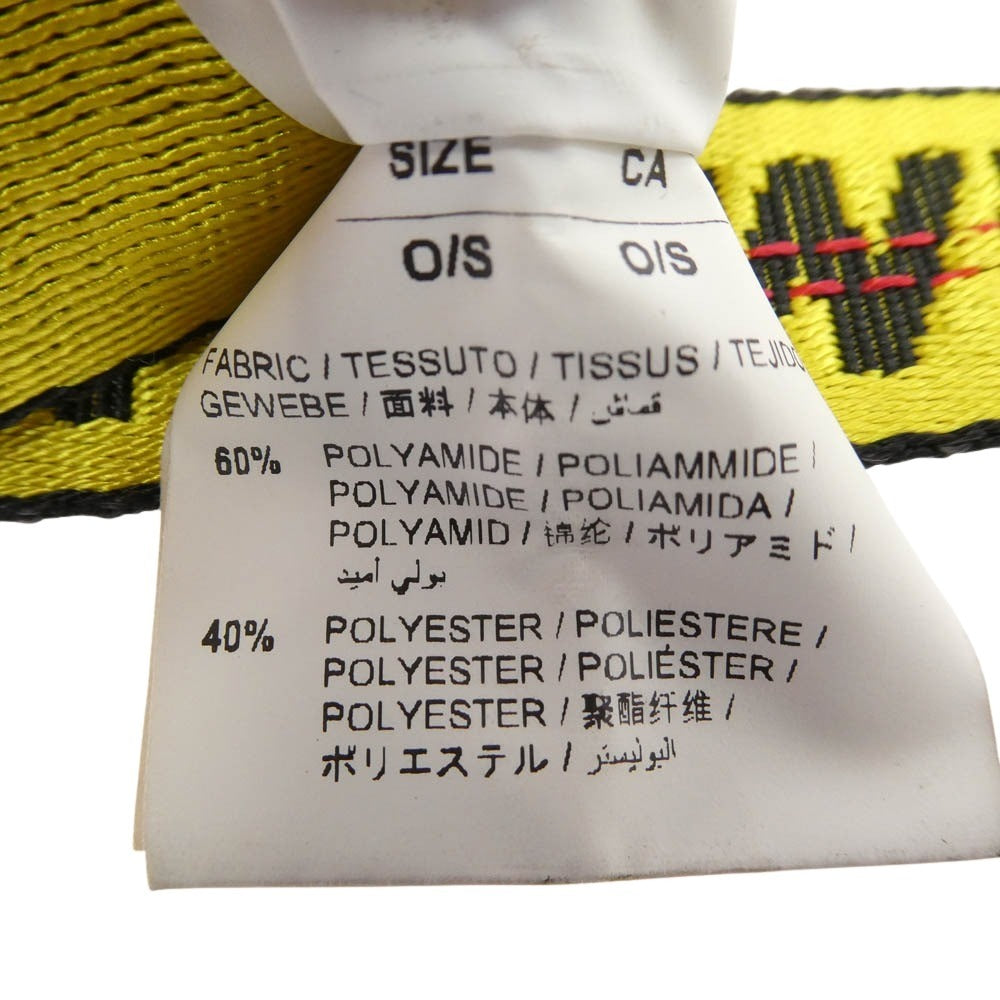 SIZE CA
O/S O/S
FABRIC / TESSUTO / TISSUS / TEJIDO
GEWEBE / 面料 / 本体 / قماش
60% POLYAMIDE / POLIAMMIDE /
POLYAMIDE / POLIAMIDA /
POLYAMID / 锦纶 / ポリアミド /
بولي أميد
40% POLYESTER / POLIESTERE /
POLYESTER / POLIÉSTER /
POLYESTER / 聚酯纤维 /
ポリエステル / البوليستر